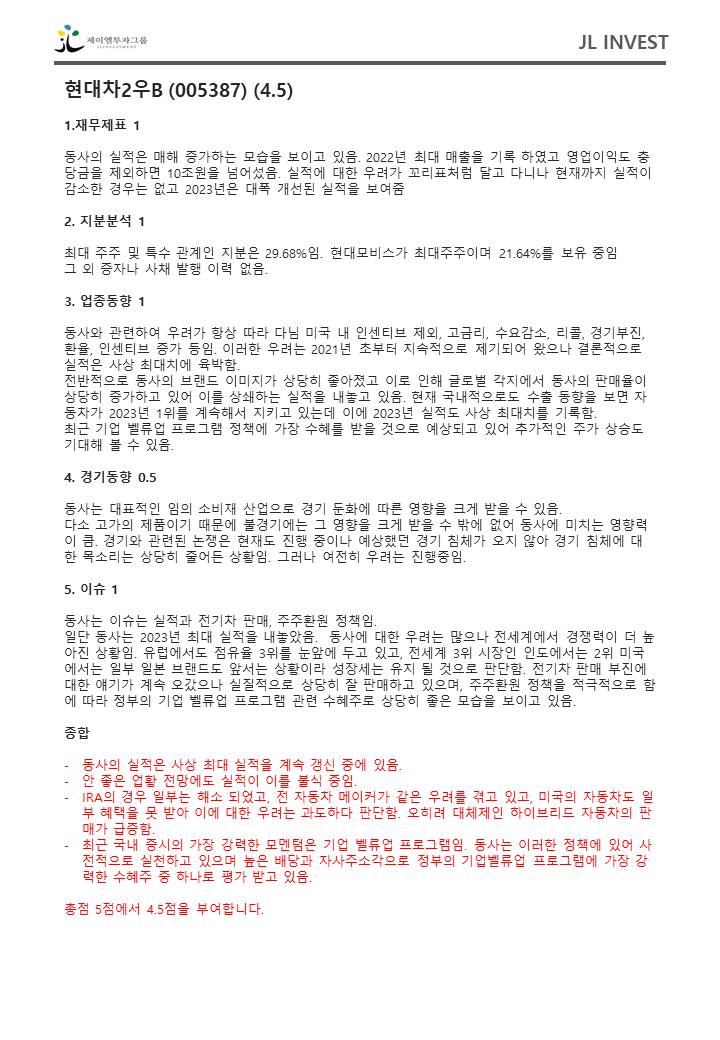 제이엘투자그룹
JLINVESTMENT
JL INVEST
현대차2우B (005387) (4.5)
1.재무제표 1
동사의 실적은 매해 증가하는 모습을 보이고 있음. 2022년 최대 매출을 기록 하였고 영업이익도 충
당금을 제외하면 10조원을 넘어섰음. 실적에 대한 우려가 꼬리표처럼 달고 다니나 현재까지 실적이
감소한 경우는 없고 2023년은 대폭 개선된 실적을 보여줌
2. 지분분석 1
최대 주주 및 특수 관계인 지분은 29.68%임. 현대모비스가 최대주주이며 21.64%를 보유 중임
그 외 증자나 사채 발행 이력 없음.
3. 업종동향 1
동사와 관련하여 우려가 항상 따라 다님 미국 내 인센티브 제외, 고금리, 수요감소, 리콜, 경기부진,
환율, 인센티브 증가 등임. 이러한 우려는 2021년 초부터 지속적으로 제기되어 왔으나 결론적으로
실적은 사상 최대치에 육박함.
전반적으로 동사의 브랜드 이미지가 상당히 좋아졌고 이로 인해 글로벌 각지에서 동사의 판매율이
상당히 증가하고 있어 이를 상쇄하는 실적을 내놓고 있음. 현재 국내적으로도 수출 동향을 보면 자
동차가 2023년 1위를 계속해서 지키고 있는데 이에 2023년 실적도 사상 최대치를 기록함.
최근 기업 벨류업 프로그램 정책에 가장 수혜를 받을 것으로 예상되고 있어 추가적인 주가 상승도
기대해 볼 수 있음.
4. 경기동향 0.5
동사는 대표적인 임의 소비재 산업으로 경기 둔화에 따른 영향을 크게 받을 수 있음.
다소 고가의 제품이기 때문에 불경기에는 그 영향을 크게 받을 수 밖에 없어 동사에 미치는 영향력
이 큼. 경기와 관련된 논쟁은 현재도 진행 중이나 예상했던 경기 침체가 오지 않아 경기 침체에 대
한 목소리는 상당히 줄어든 상황임. 그러나 여전히 우려는 진행중임.
5. 이슈 1
동사는 이슈는 실적과 전기차 판매, 주주환원 정책임.
일단 동사는 2023년 최대 실적을 내놓았음. 동사에 대한 우려는 많으나 전세계에서 경쟁력이 더 높
아진 상황임. 유럽에서도 점유율 3위를 눈앞에 두고 있고, 전세계 3위 시장인 인도에서는 2위 미국
에서는 일부 일본 브랜드도 앞서는 상황이라 성장세는 유지 될 것으로 판단함. 전기차 판매 부진에
대한 얘기가 계속 오갔으나 실질적으로 상당히 잘 판매하고 있으며, 주주환원 정책을 적극적으로 함
에 따라 정부의 기업 벨류업 프로그램 관련 수혜주로 상당히 좋은 모습을 보이고 있음.
종합
- 동사의 실적은 사상 최대 실적을 계속 갱신 중에 있음.
- 안 좋은 업황 전망에도 실적이 이를 불식 중임.
- IRA의 경우 일부는 해소 되었고, 전 자동차 메이커가 같은 우려를 겪고 있고, 미국의 자동차도 일
부 혜택을 못 받아 이에 대한 우려는 과도하다 판단함. 오히려 대체제인 하이브리드 자동차의 판
매가 급증함.
- 최근 국내 증시의 가장 강력한 모멘텀은 기업 벨류업 프로그램임. 동사는 이러한 정책에 있어 사
전적으로 실천하고 있으며 높은 배당과 자사주소각으로 정부의 기업벨류업 프로그램에 가장 강
력한 수혜주 중 하나로 평가 받고 있음.
총점 5점에서 4.5점을 부여합니다.